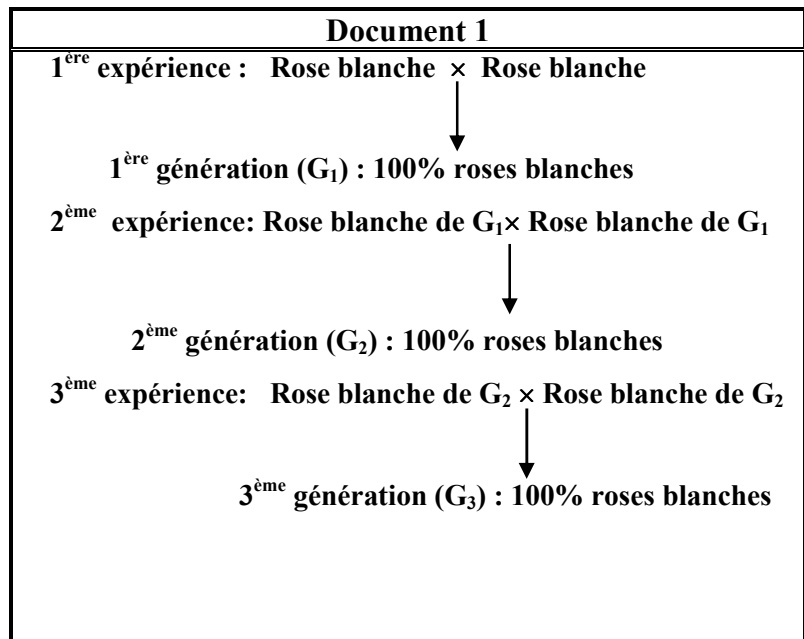 Document 1
1ère expérience : Rose blanche × Rose blanche
1ère génération (G1) : 100% roses blanches
2ème expérience: Rose blanche de G1× Rose blanche de G1
2ème génération (G2) : 100% roses blanches
3ème expérience: Rose blanche de G2 × Rose blanche de G2
3ème génération (G3) : 100% roses blanches